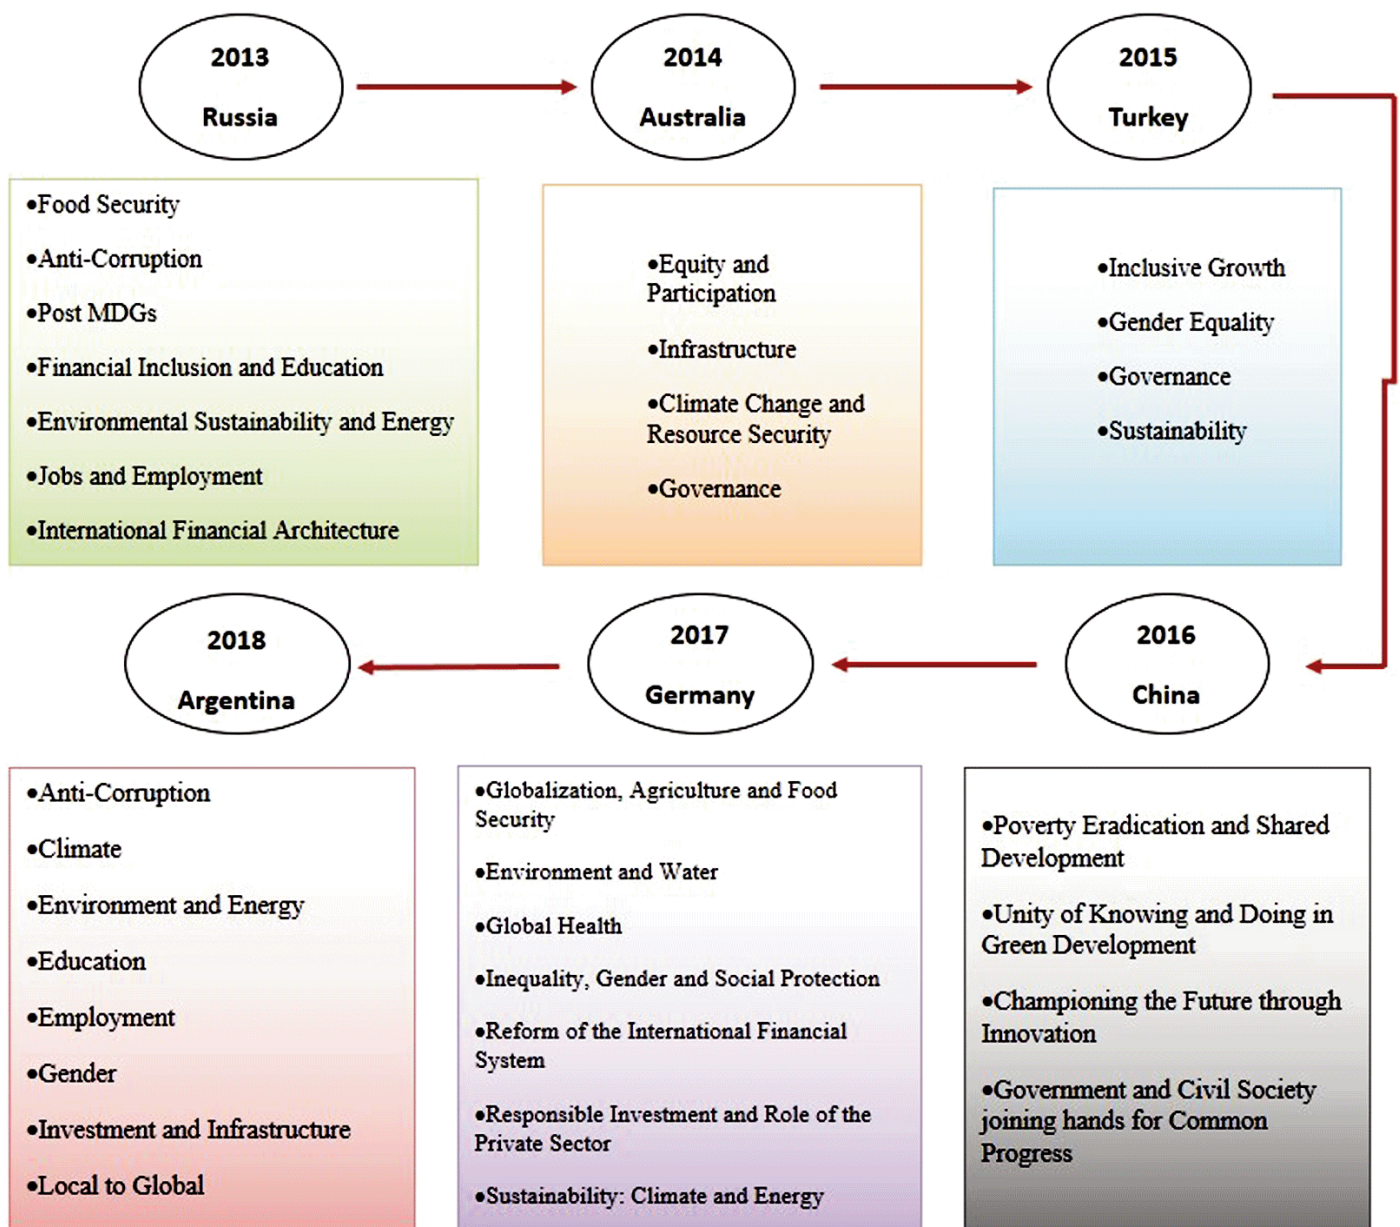 2013
Russia
2014
Australia
2015
Turkey
•Food Security
•Anti-Corruption
•Post MDGs
•Financial Inclusion and Education
•Environmental Sustainability and Energy
•Jobs and Employment
•International Financial Architecture
•Equity and
Participation
•Infrastructure
•Climate Change and
Resource Security
•Governance
•Inclusive Growth
•Gender Equality
•Governance
•Sustainability
2016
China
2017
Germany
2018
Argentina
•Poverty Eradication and Shared
Development
•Unity of Knowing and Doing in
Green Development
•Championing the Future through
Innovation
•Government and Civil Society
joining hands for Common
Progress
•Globalization, Agriculture and Food
Security
•Environment and Water
•Global Health
•Inequality, Gender and Social Protection
•Reform of the International Financial
System
•Responsible Investment and Role of the
Private Sector
•Sustainability: Climate and Energy
•Anti-Corruption
•Climate
•Environment and Energy
•Education
•Employment
•Gender
•Investment and Infrastructure
•Local to Global